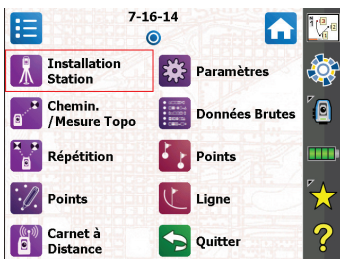 7-16-14
Installation
Station
Paramètres
Chemin.
/Mesure Topo
Données Brutes
Répétition
Points
Points
Ligne
Carnet à
Distance
Quitter
?